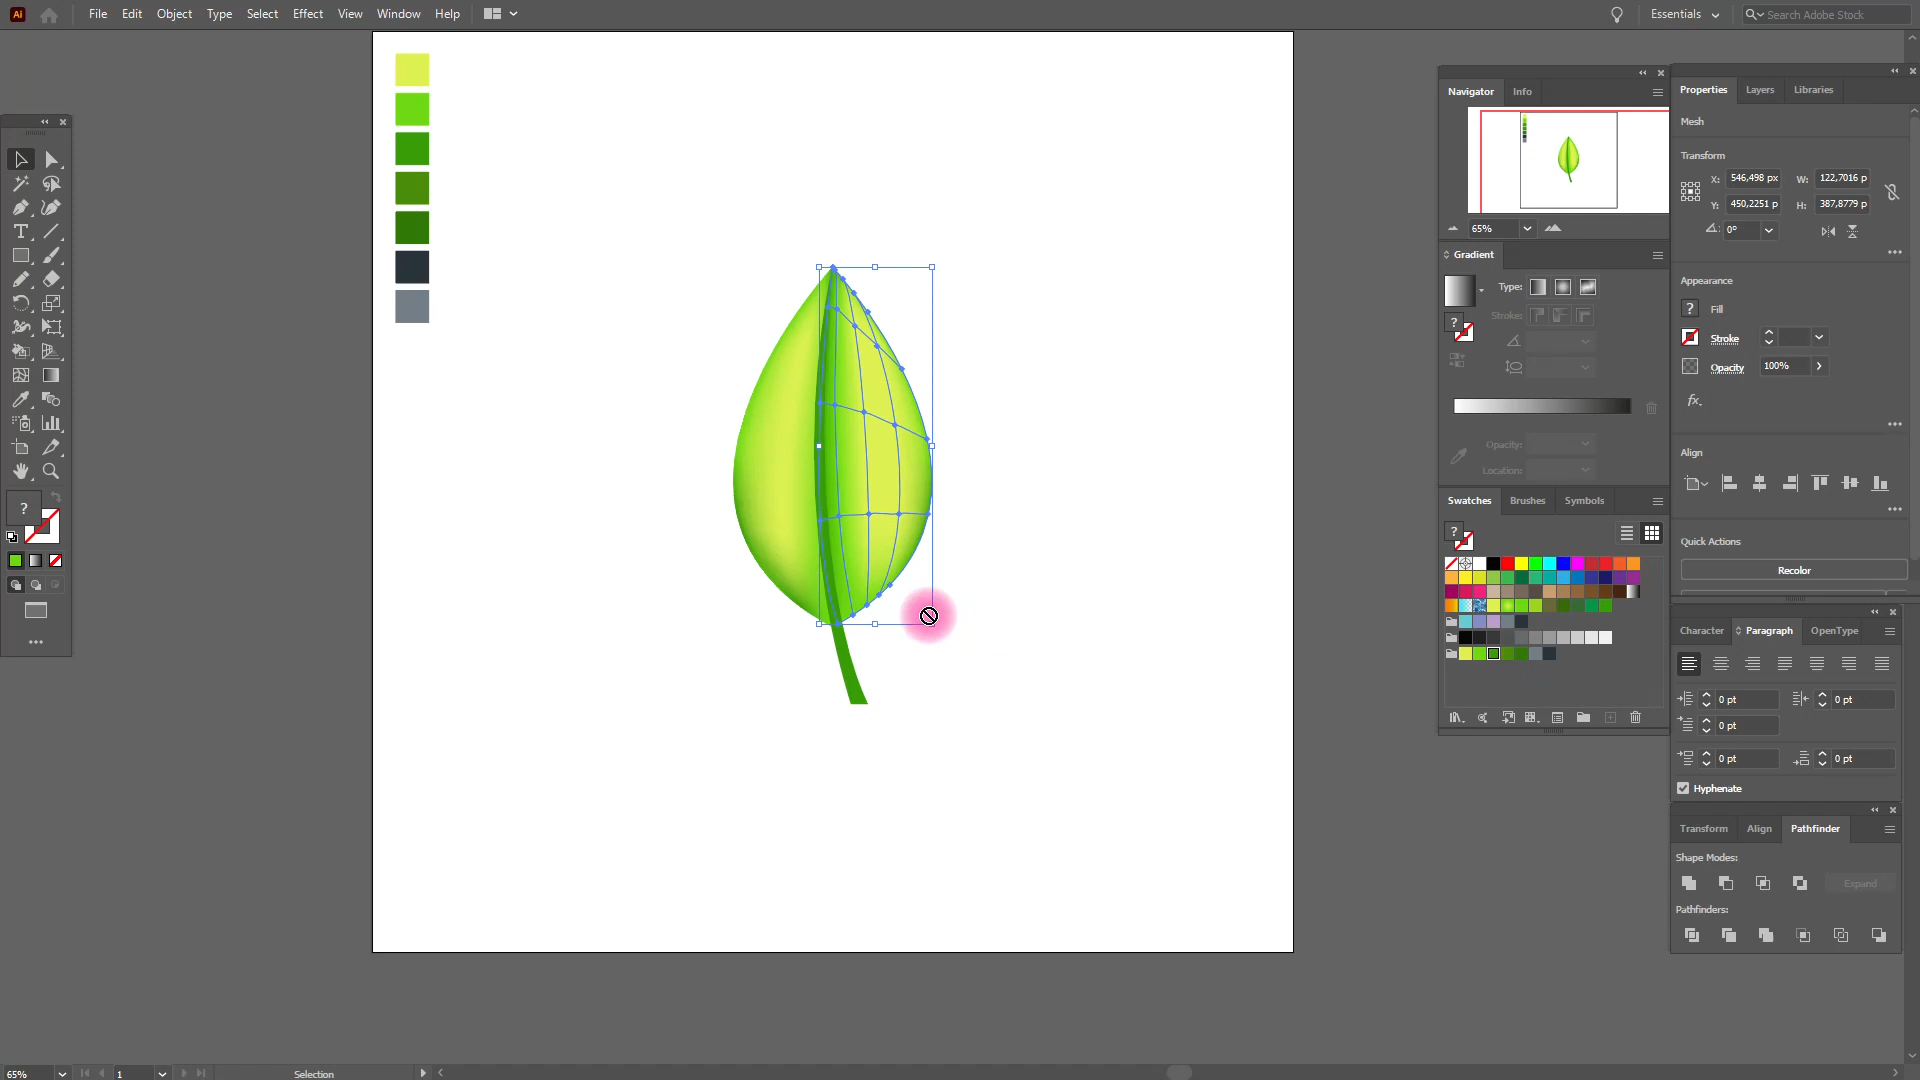 Ai File Edit Object Type Select Effect View Window Help Essentials Search Adobe Stock
Navigator Info
65%
Gradient
Type:
Stroke:
Opacity:
Location:
Swatches Brushes Symbols
Properties Layers Libraries
Mesh
Transform
X: 546,498 px W: 122,7016 p
Y: 450,2251 p H: 387,8779 p
0°
Appearance
? Fill
Stroke
Opacity 100%
fx.
Align
Quick Actions
Recolor
Character Paragraph OpenType
0 pt 0 pt
0 pt
0 pt 0 pt
Hyphenate
Transform Align Pathfinder
Shape Modes:
Expand
Pathfinders:
65% 1 Selection